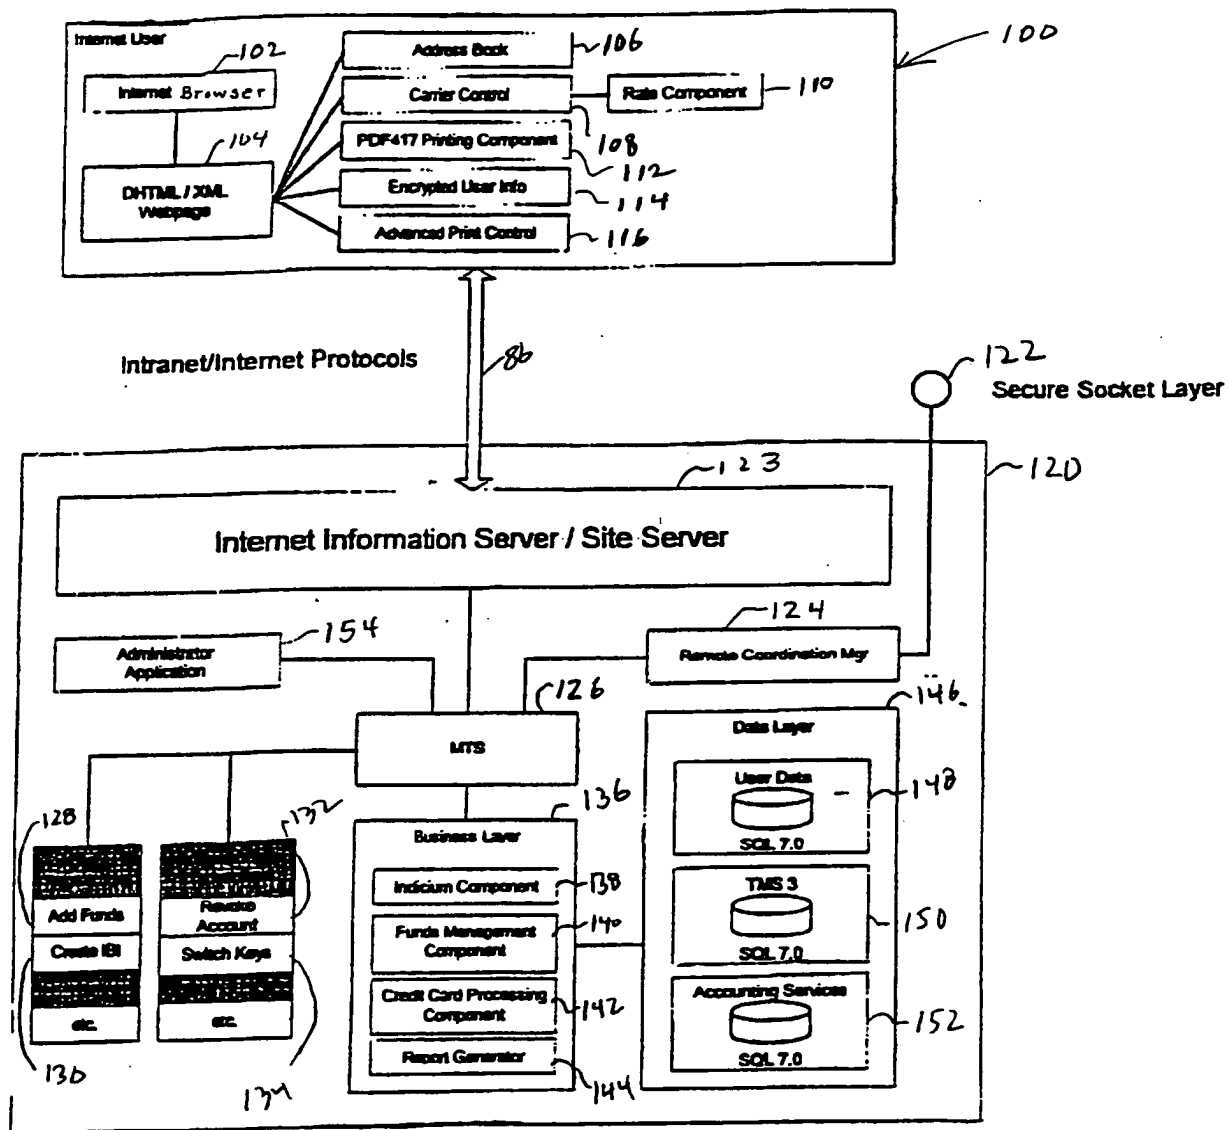 Internet User
102
Internet Browser
104
DHTML / XML
Webpage
Address Book
106
100
Carrier Control
108
Rate Component
110
PDF417 Printing Component
112
Encrypted User Info
114
Advanced Print Control
116
Intranet/Internet Protocols
86
122
Secure Socket Layer
120
123
Internet Information Server / Site Server
154
Administrator
Application
124
Remote Coordination Mgr
126
MTS
146
Data Layer
User Data
148
SQL 7.0
TMS 3
150
SQL 7.0
Accounting Services
152
SQL 7.0
136
Business Layer
Indicium Component
138
Funds Management
Component
140
Credit Card Processing
Component
142
Report Generator
144
128
132
Add Funds
Create IBI
etc.
130
Revoke
Account
Switch Keys
etc.
134